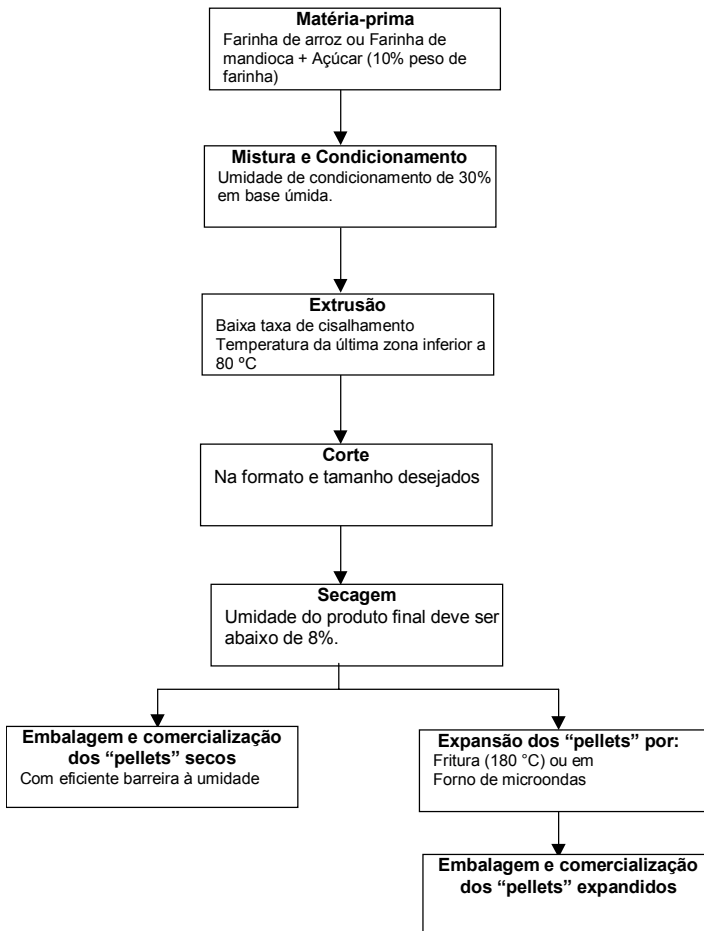 Matéria-prima
Farinha de arroz ou Farinha de
mandioca + Açúcar (10% peso de
farinha)
Mistura e Condicionamento
Umidade de condicionamento de 30%
em base úmida.
Extrusão
Baixa taxa de cisalhamento
Temperatura da última zona inferior a
80 ºC
Corte
Na formato e tamanho desejados
Secagem
Umidade do produto final deve ser
abaixo de 8%.
Embalagem e comercialização
dos “pellets” secos
Com eficiente barreira à umidade
Expansão dos “pellets” por:
Fritura (180 °C) ou em
Forno de microondas
Embalagem e comercialização
dos “pellets” expandidos